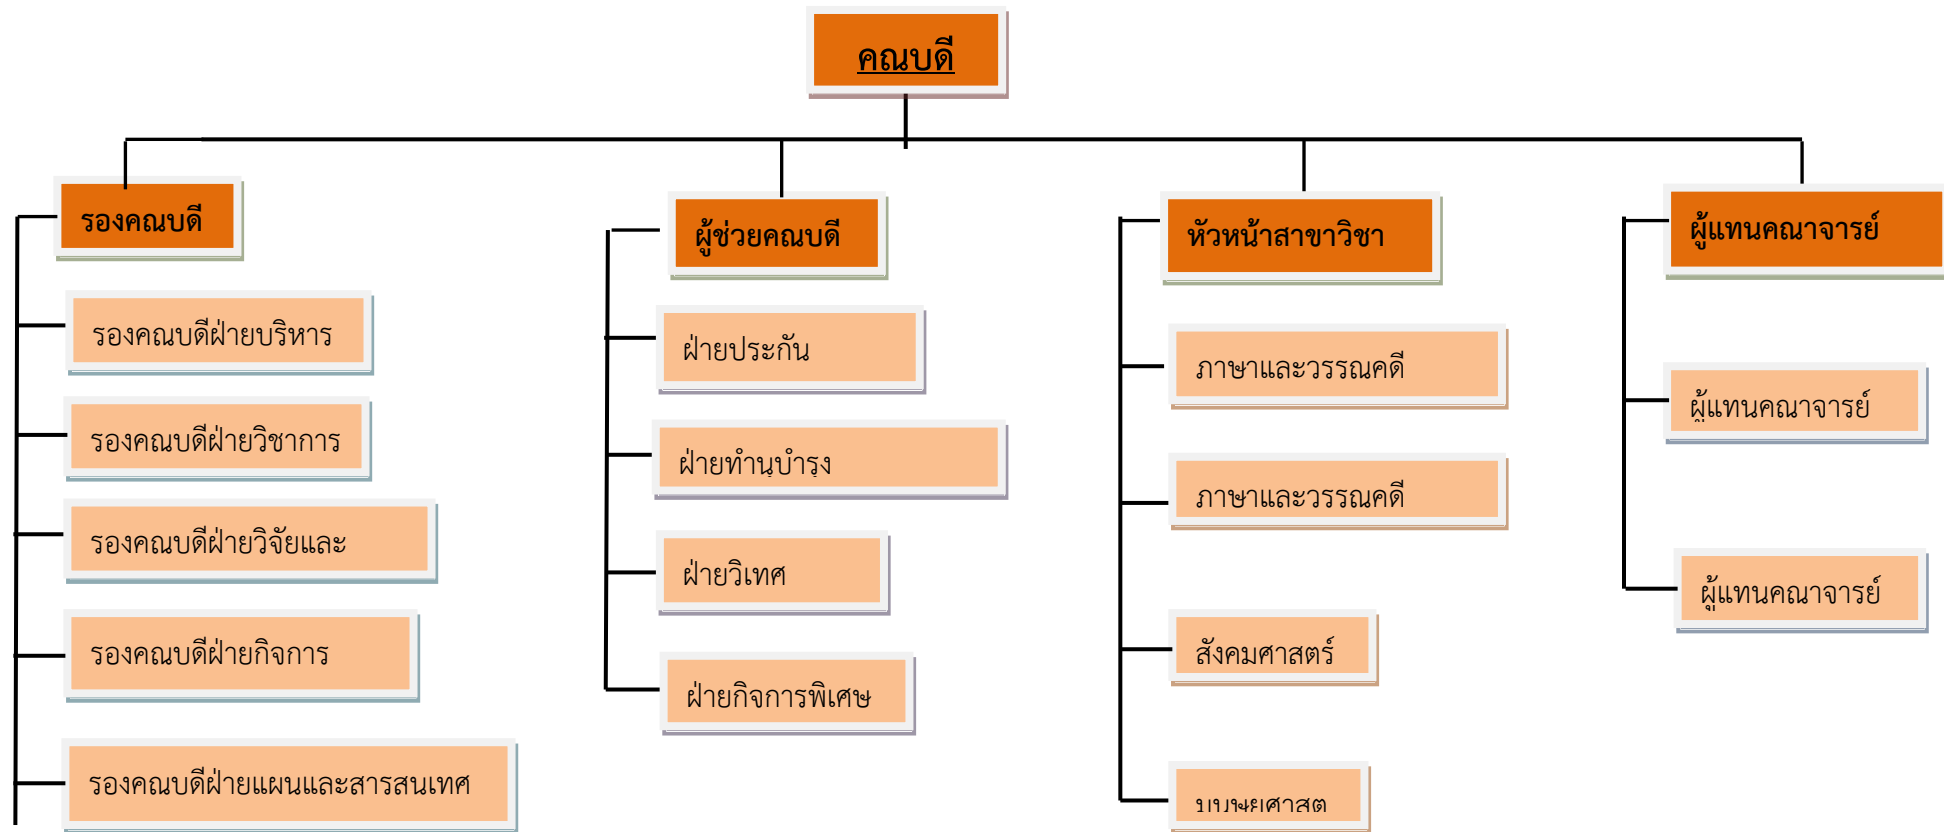 คณบดี
รองคณบดี
รองคณบดีฝ่ายบริหาร
รองคณบดีฝ่ายวิชาการ
รองคณบดีฝ่ายวิจัยและ
รองคณบดีฝ่ายกิจการ
รองคณบดีฝ่ายแผนและสารสนเทศ
ผู้ช่วยคณบดี
ฝ่ายประกัน
ฝ่ายทำนุบำรุง
ฝ่ายวิเทศ
ฝ่ายกิจการพิเศษ
หัวหน้าสาขาวิชา
ภาษาและวรรณคดี
ภาษาและวรรณคดี
สังคมศาสตร์
ผู้แทนคณาจารย์
ผู้แทนคณาจารย์
ผู้แทนคณาจารย์